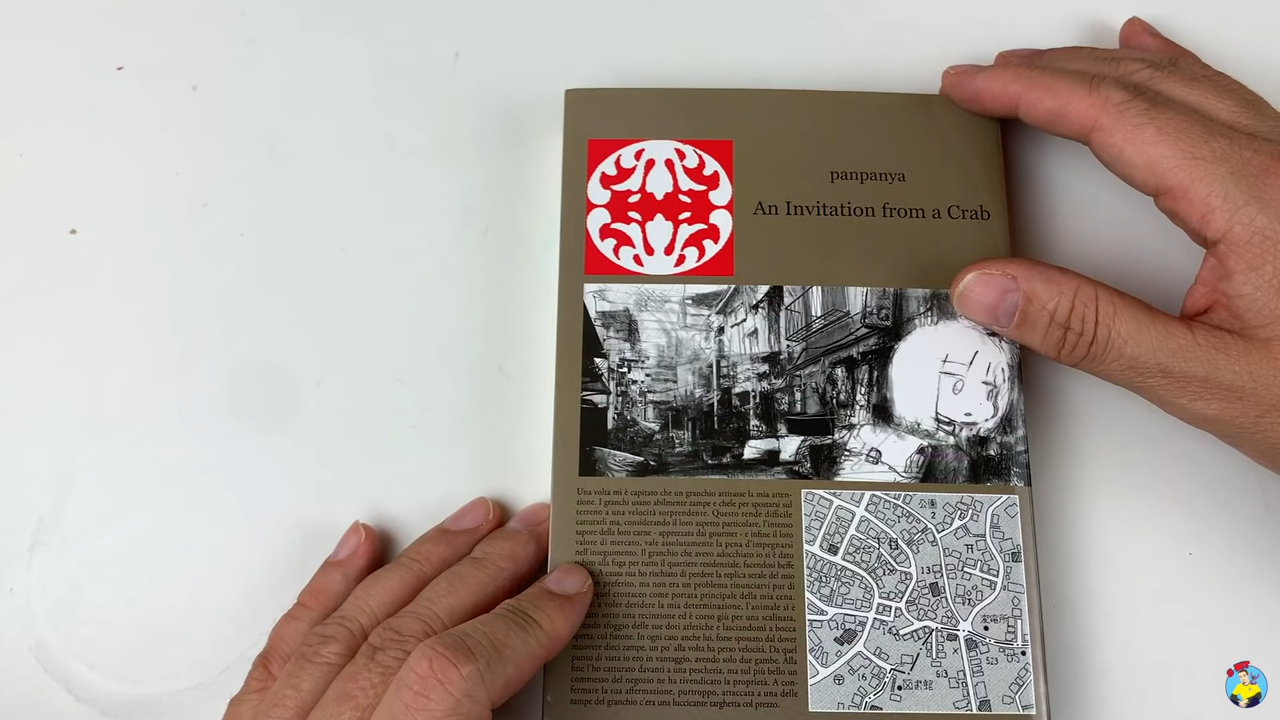 panpanya
An Invitation from a Crab
Una volta mi è capitato che un granchio attirasse la mia atten-
zione. I granchi usano abilmente zampe e chele per spostarsi sul
terreno a una velocità sorprendente. Questo rende difficile
catturarli ma, considerando il loro aspetto particolare, l'intenso
sapore della loro carne - apprezzata dai gourmet - e infine il loro
valore di mercato, vale assolutamente la pena d'impegnarsi
nell'inseguimento. Il granchio che avevo adocchiato io si è dato
subito alla fuga per tutto il quartiere residenziale, facendosi beffe
A causa sua ho rischiato di perdere la replica serale del mio
preferito, ma non era un problema rinunciarvi pur di
quel crostaceo come portata principale della mia cena.
a voler deridere la mia determinazione, l'animale si è
sotto una recinzione ed è corso giù per una scalinata,
sfoggio delle sue doti atletiche e lasciandomi a bocca
aperta, col fiatone. In ogni caso anche lui, forse spossato dal dover
muovere dieci zampe, un po' alla volta ha perso velocità. Da quel
punto di vista io ero in vantaggio, avendo solo due gambe. Alla
fine l'ho catturato davanti a una pescheria, ma sul più bello un
commesso del negozio ne ha rivendicato la proprietà. A con-
fermare la sua affermazione, purtroppo, attaccata a una delle
zampe del granchio c'era una luccicante targhetta col prezzo.
公園
2
13
14
16
523
513